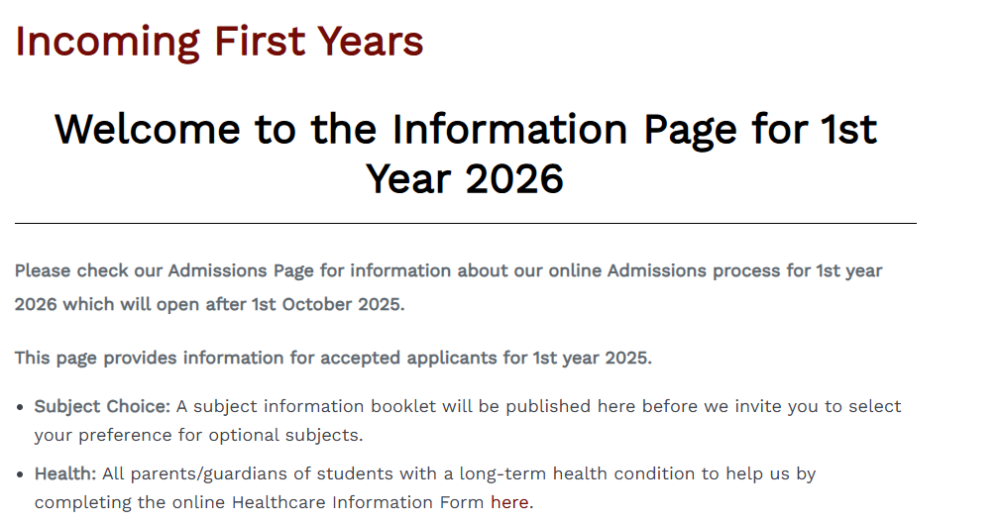 Incoming First Years
Welcome to the Information Page for 1st
Year 2026
Please check our Admissions Page for information about our online Admissions process for 1st year
2026 which will open after 1st October 2025.
This page provides information for accepted applicants for 1st year 2025.
• Subject Choice: A subject information booklet will be published here before we invite you to select
your preference for optional subjects.
• Health: All parents/guardians of students with a long-term health condition to help us by
completing the online Healthcare Information Form here.